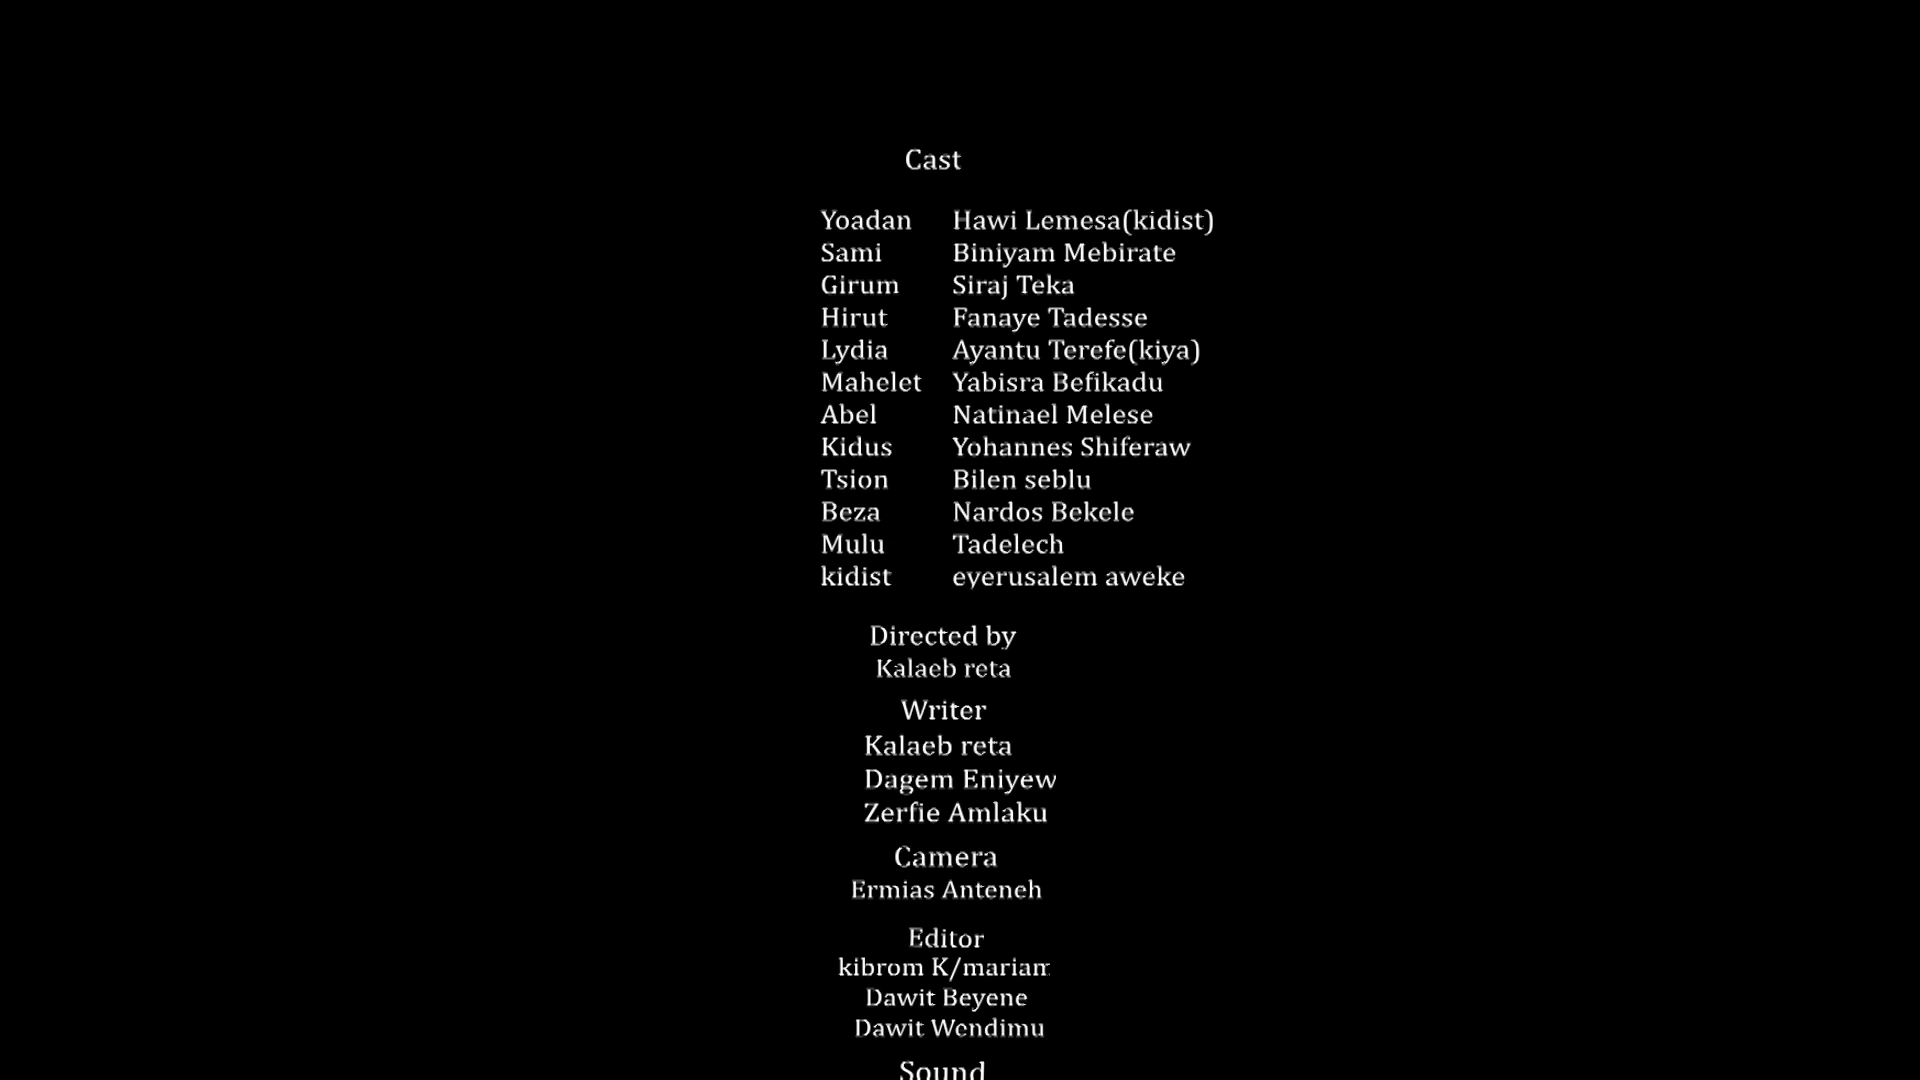 Cast
Yoadan Hawi Lemesa(kidist)
Sami Biniyam Mebirate
Girum Siraj Teka
Hirut Fanaye Tadesse
Lydia Ayantu Terefe(kiya)
Mahelet Yabisra Befikadu
Abel Natinael Melese
Kidus Yohannes Shiferaw
Tsion Bilen seblu
Beza Nardos Bekele
Mulu Tadelech
kidist eyerusalem aweke
Directed by
Kalaeb reta
Writer
Kalaeb reta
Dagem Eniyew
Zerfie Amlaku
Camera
Ermias Anteneh
Editor
kibrom K/mariam
Dawit Beyene
Dawit Wendimu
Sound